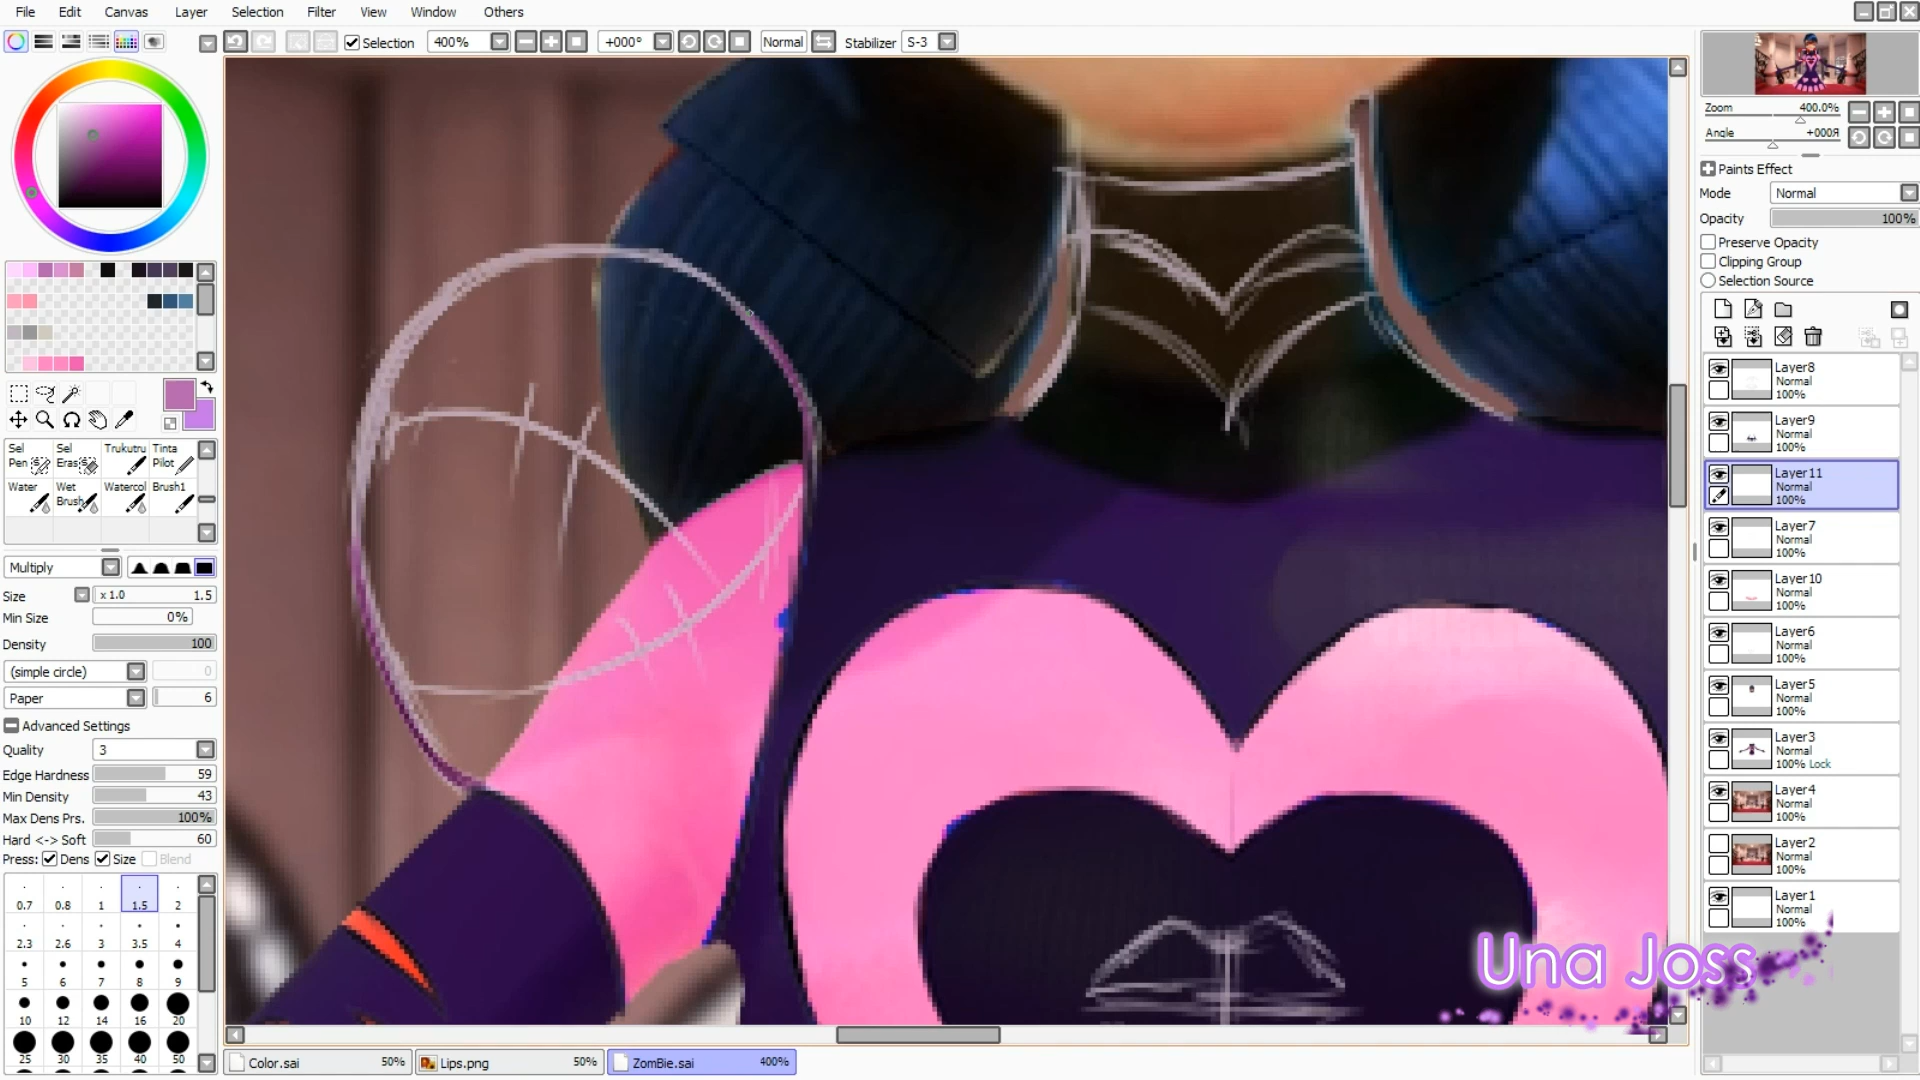 File Edit Canvas Layer Selection Filter View Window Others
Selection 400% +000° Normal Stabilizer S-3
Zoom 400.0%
Angle +000Я
Paints Effect
Mode Normal
Opacity 100%
Preserve Opacity
Clipping Group
Selection Source
Layer8
Normal
100%
Layer9
Normal
100%
Layer11
Normal
100%
Layer7
Normal
100%
Layer10
Normal
100%
Layer6
Normal
100%
Layer5
Normal
100%
Layer3
Normal
100% Lock
Layer4
Normal
100%
Layer2
Normal
100%
Layer1
Normal
100%
Sel Pen
Sel Eras
Trukutru
Tinta Pilot
Water
Wet Brush
Watercol
Brush1
Multiply
Size x 1.0 1.5
Min Size 0%
Density 100
(simple circle) 0
Paper 6
Advanced Settings
Quality 3
Edge Hardness 59
Min Density 43
Max Dens Prs. 100%
Hard <-> Soft 60
Press: Dens Size Blend
0.7 0.8 1 1.5 2
2.3 2.6 3 3.5 4
5 6 7 8 9
10 12 14 16 20
25 30 35 40 50
Una Joss
Color.sai 50% Lips.png 50% ZomBie.sai 400%